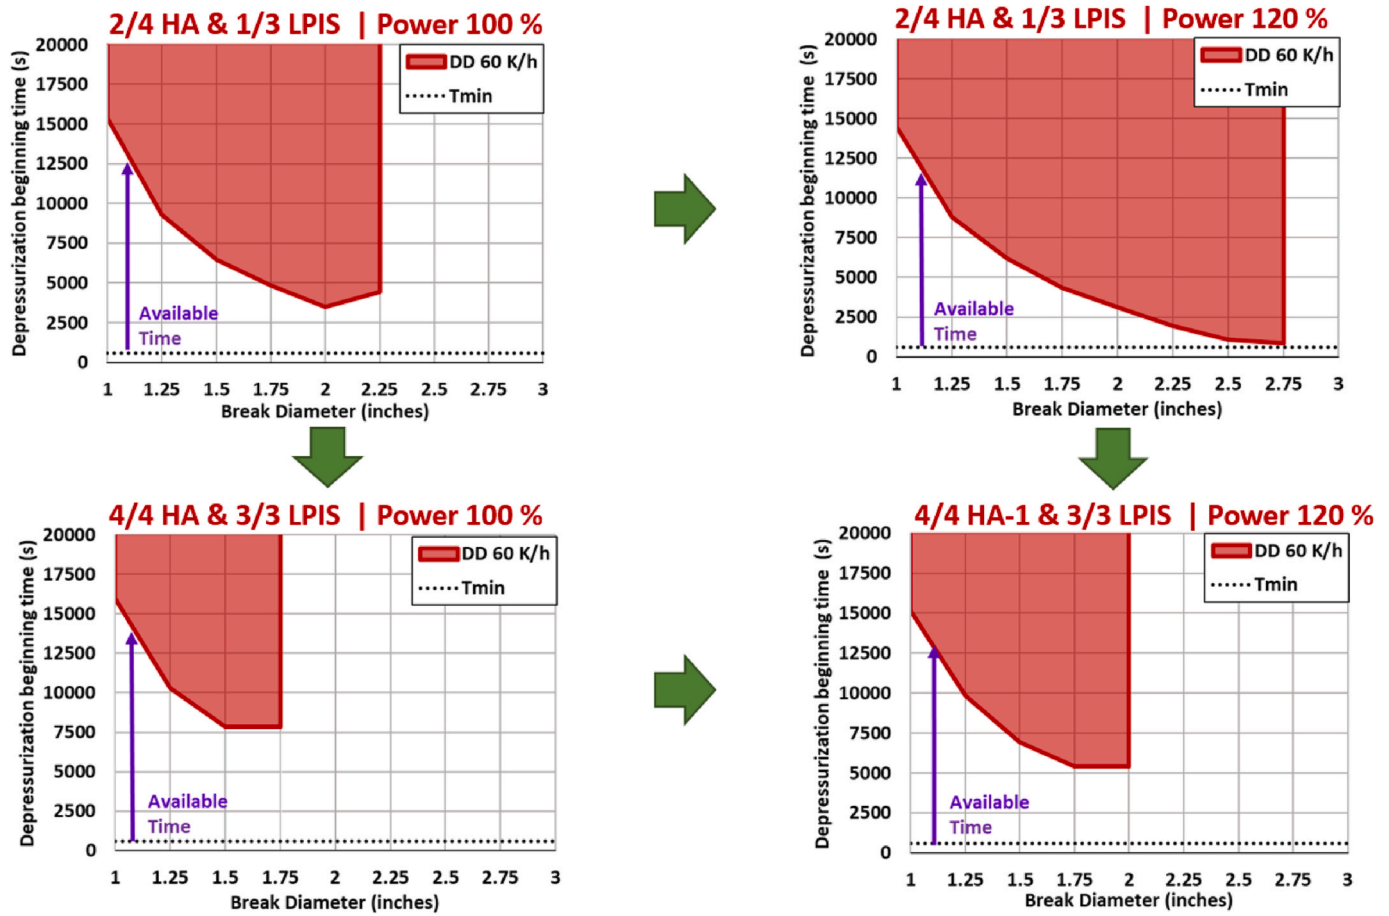 2/4 HA & 1/3 LPIS | Power 100 %
Depressurization beginning time (s)
20000
17500
15000
12500
10000
7500
5000
2500
0
DD 60 K/h
Tmin
Available
Time
1 1.25 1.5 1.75 2 2.25 2.5 2.75 3
Break Diameter (inches)
2/4 HA & 1/3 LPIS | Power 120 %
Depressurization beginning time (s)
20000
17500
15000
12500
10000
7500
5000
2500
0
DD 60 K/h
Tmin
Available
Time
1 1.25 1.5 1.75 2 2.25 2.5 2.75 3
Break Diameter (inches)
4/4 HA & 3/3 LPIS | Power 100 %
Depressurization beginning time (s)
20000
17500
15000
12500
10000
7500
5000
2500
0
DD 60 K/h
Tmin
Available
Time
1 1.25 1.5 1.75 2 2.25 2.5 2.75 3
Break Diameter (inches)
4/4 HA-1 & 3/3 LPIS | Power 120 %
Depressurization beginning time (s)
20000
17500
15000
12500
10000
7500
5000
2500
0
DD 60 K/h
Tmin
Available
Time
1 1.25 1.5 1.75 2 2.25 2.5 2.75 3
Break Diameter (inches)